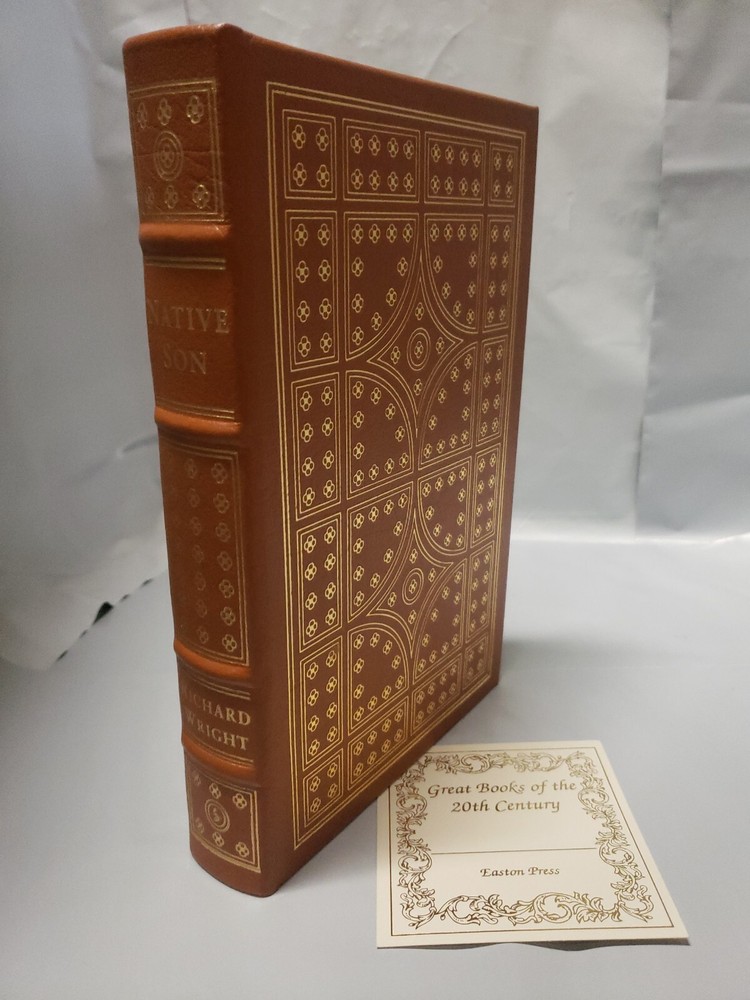 NATIVE
SON
RICHARD
WRIGHT
Great Books of the
20th Century
Easton Press